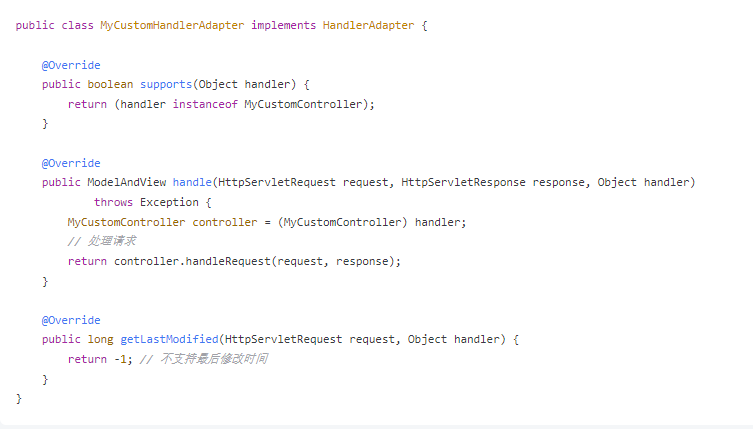 public class MyCustomHandlerAdapter implements HandlerAdapter {
@Override
public boolean supports(Object handler) {
return (handler instanceof MyCustomController);
}
@Override
public ModelAndView handle(HttpServletRequest request, HttpServletResponse response, Object handler)
throws Exception {
MyCustomController controller = (MyCustomController) handler;
// 处理请求
return controller.handleRequest(request, response);
}
@Override
public long getLastModified(HttpServletRequest request, Object handler) {
return -1; // 不支持最后修改时间
}
}